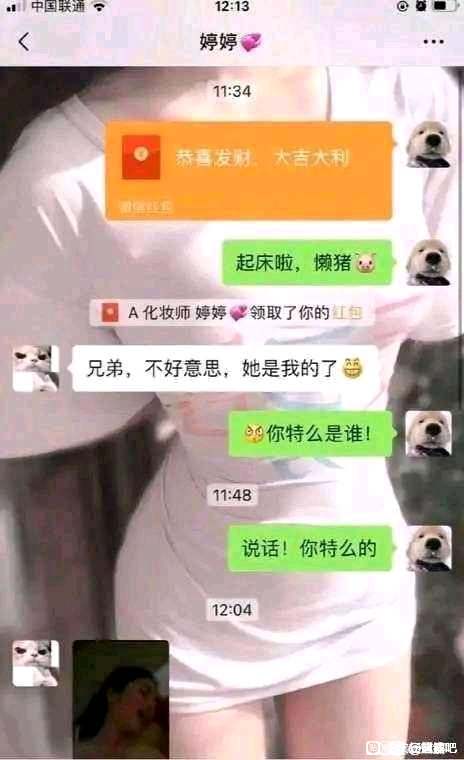 中国联通
12:13
婷婷💞
11:34
恭喜发财,大吉大利
微信红包
起床啦，懒猪🐷
A 化妆师 婷婷💞领取了你的红包
兄弟，不好意思，她是我的了😁
😠你特么是谁！
11:48
说话！你特么的
12:04